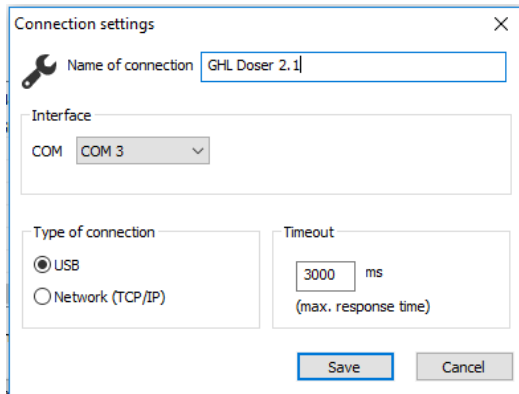 Connection settings
Name of connection GHL Doser 2.1
Interface
COM COM 3
Type of connection
USB
Network (TCP/IP)
Timeout
3000 ms
(max. response time)
Save Cancel